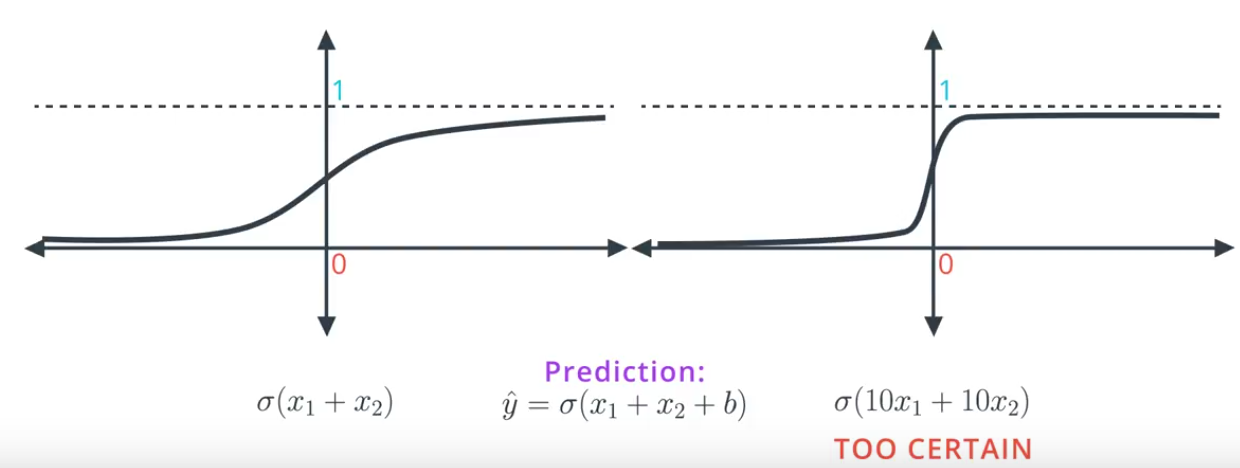 1
1
0
0
Prediction:
σ(x₁ + x₂)
ŷ = σ(x₁ + x₂ + b)
σ(10x₁ + 10x₂)
TOO CERTAIN